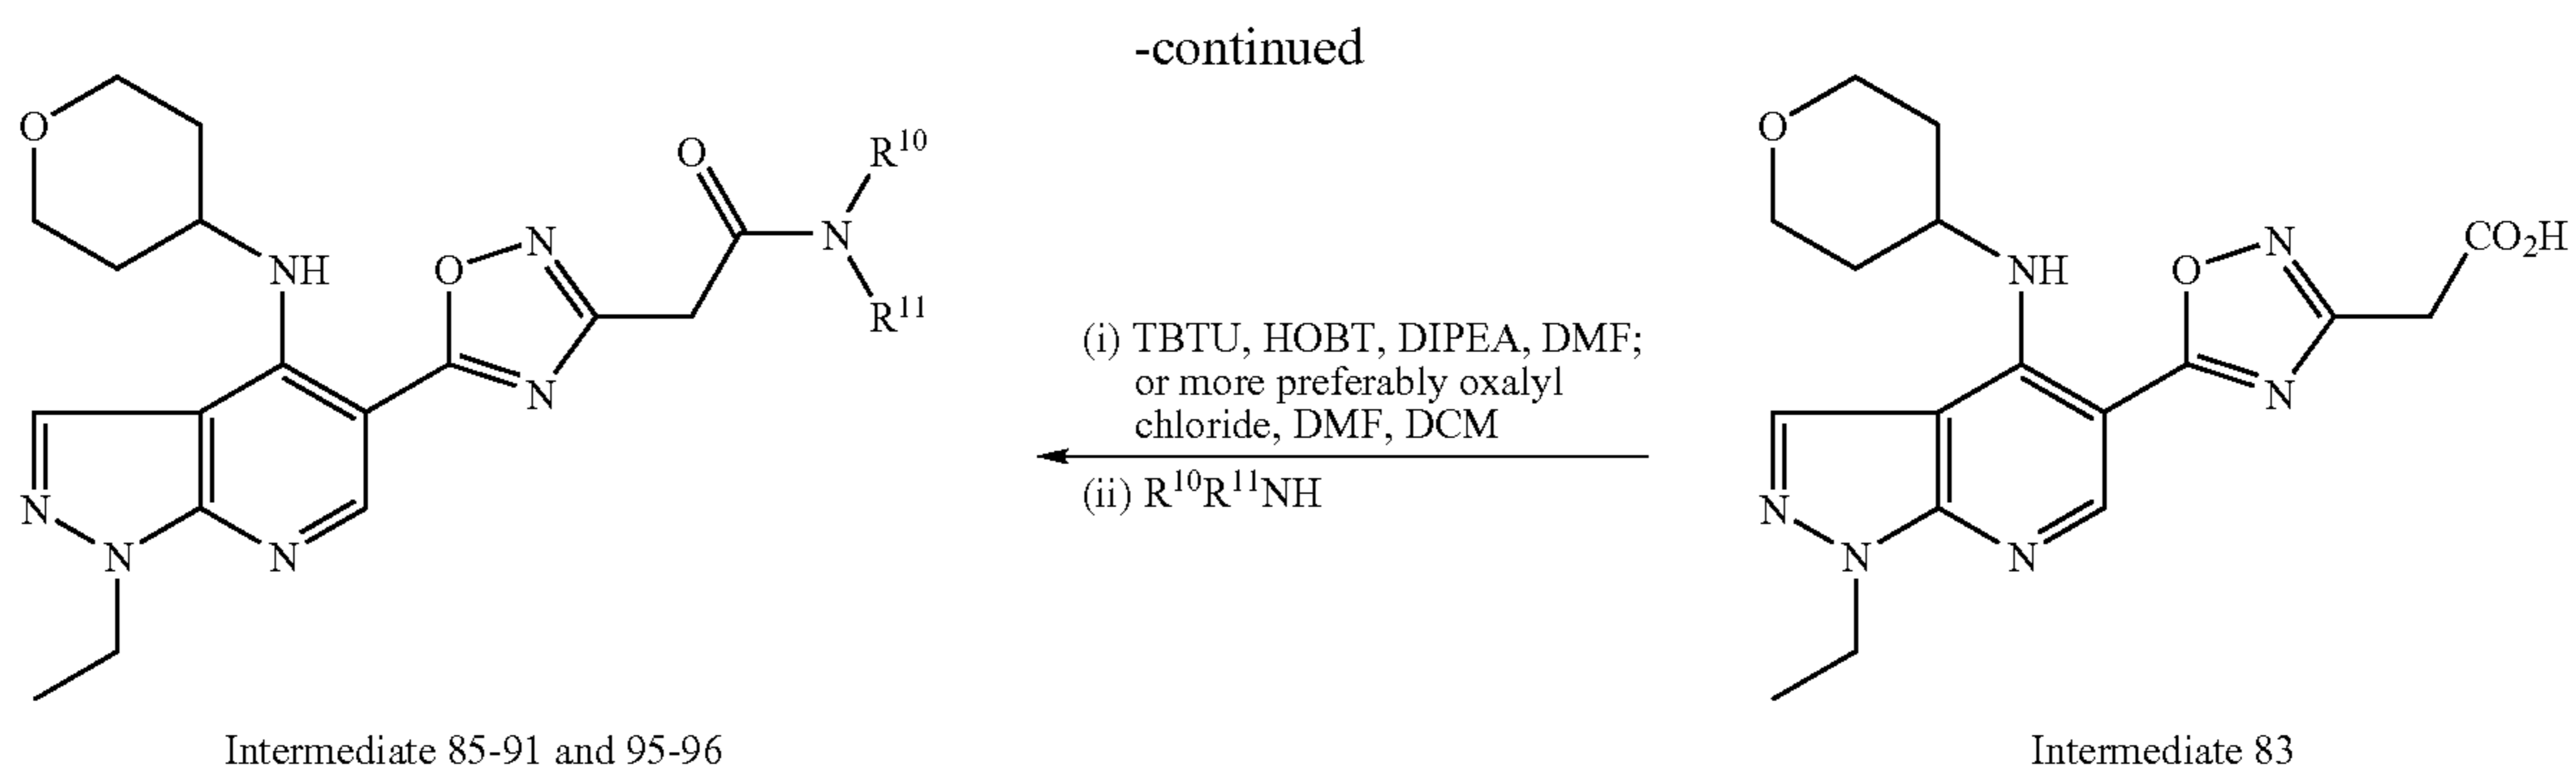 -continued
O
NH
O
N
N
O
N
R¹⁰
R¹¹
N
N
N
(i) TBTU, HOBT, DIPEA, DMF;
or more preferably oxalyl
chloride, DMF, DCM
(ii) R¹⁰R¹¹NH
O
NH
O
N
N
CO₂H
N
N
N
Intermediate 85-91 and 95-96
Intermediate 83